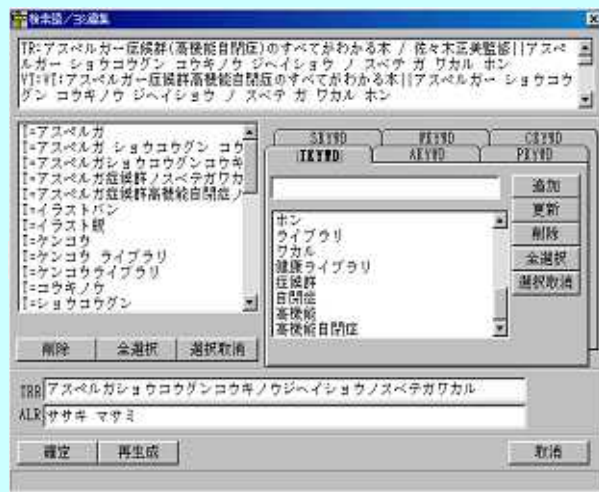 検索語／ヨミ編集
TR:アスペルガー症候群(高機能自閉症)のすべてがわかる本 / 佐々木正美監修||アスペ
ルガー ショウコウグン コウキノウ ジヘイショウ ノ スベテ ガ ワカル ホン
VT:VT:アスペルガー症候群高機能自閉症のすべてがわかる本||アスペルガー ショウコウ
グン コウキノウ ジヘイショウ ノ スベテ ガ ワカル ホン
T=アスペルガ
T=アスペルガ ショウコウグン コウ
T=アスペルガショウコウグンコウキ
T=アスペルガ症候群ノスベテガワカ
T=アスペルガ症候群高機能自閉症ノ
T=イラストバン
T=イラスト版
T=ケンコウ
T=ケンコウ ライブラリ
T=ケンコウライブラリ
T=コウキノウ
T=ショウコウグン
削除 全選択 選択取消
SKYWD WKYWD CKYWD
TKYWD AKYWD PKYWD
追加
更新
削除
全選択
選択取消
ホン
ライブラリ
ワカル
健康ライブラリ
症候群
自閉症
高機能
高機能自閉症
TRR アスペルガショウコウグンコウキノウジヘイショウノスベテガワカル
ALR ササキ マサミ
確定 再生成 取消